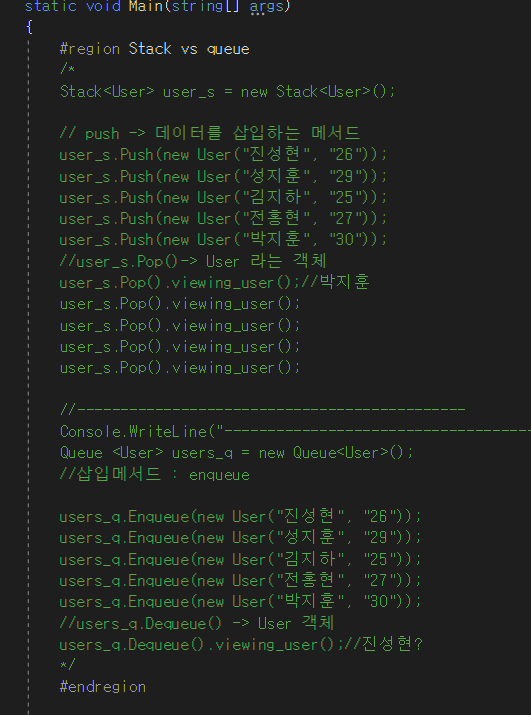 static void Main(string[] args)
{
#region Stack vs queue
/*
Stack<User> user_s = new Stack<User>();
// push -> 데이터를 삽입하는 메서드
user_s.Push(new User("진성현", "26"));
user_s.Push(new User("성지훈", "29"));
user_s.Push(new User("김지하", "25"));
user_s.Push(new User("전홍현", "27"));
user_s.Push(new User("박지훈", "30"));
//user_s.Pop()-> User 라는 객체
user_s.Pop().viewing_user();//박지훈
user_s.Pop().viewing_user();
user_s.Pop().viewing_user();
user_s.Pop().viewing_user();
user_s.Pop().viewing_user();
//---------------------------------------------
Console.WriteLine("------------------------------------
Queue <User> users_q = new Queue<User>();
//삽입메서드 : enqueue
users_q.Enqueue(new User("진성현", "26"));
users_q.Enqueue(new User("성지훈", "29"));
users_q.Enqueue(new User("김지하", "25"));
users_q.Enqueue(new User("전홍현", "27"));
users_q.Enqueue(new User("박지훈", "30"));
//users_q.Dequeue() -> User 객체
users_q.Dequeue().viewing_user();//진성현?
*/
#endregion